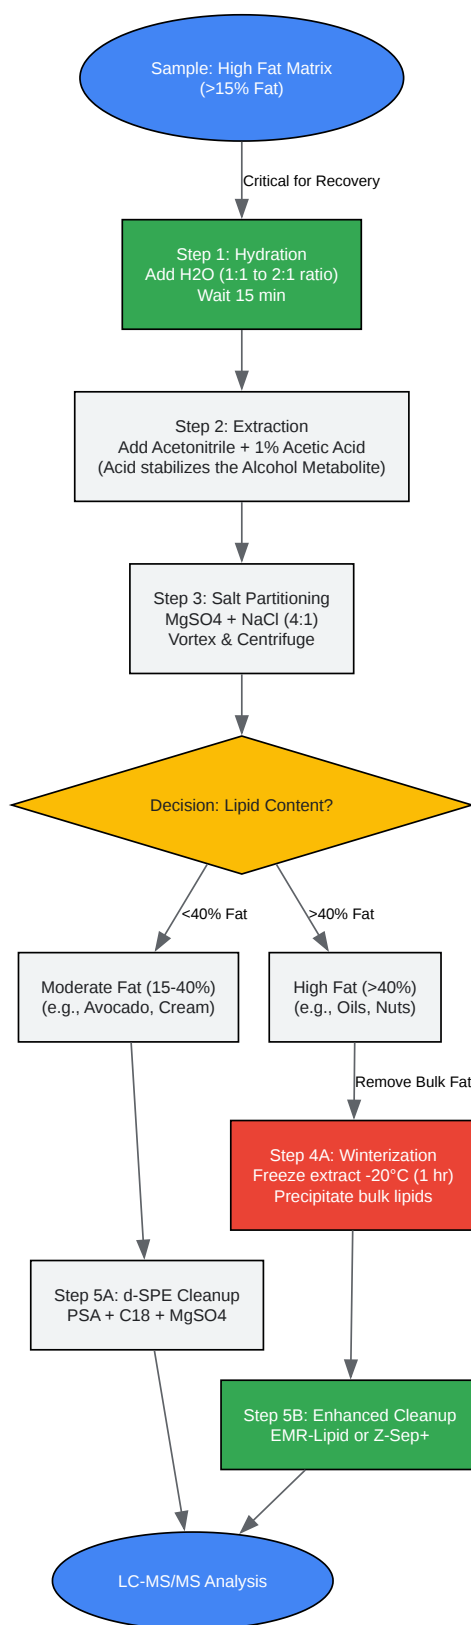 Sample: High Fat Matrix
(>15% Fat)
Critical for Recovery
Step 1: Hydration
Add H2O (1:1 to 2:1 ratio)
Wait 15 min
Step 2: Extraction
Add Acetonitrile + 1% Acetic Acid
(Acid stabilizes the Alcohol Metabolite)
Step 3: Salt Partitioning
MgSO4 + NaCl (4:1)
Vortex & Centrifuge
Decision: Lipid Content?
<40% Fat
>40% Fat
Moderate Fat (15-40%)
(e.g., Avocado, Cream)
High Fat (>40%)
(e.g., Oils, Nuts)
Remove Bulk Fat
Step 4A: Winterization
Freeze extract -20°C (1 hr)
Precipitate bulk lipids
Step 5A: d-SPE Cleanup
PSA + C18 + MgSO4
Step 5B: Enhanced Cleanup
EMR-Lipid or Z-Sep+
LC-MS/MS Analysis